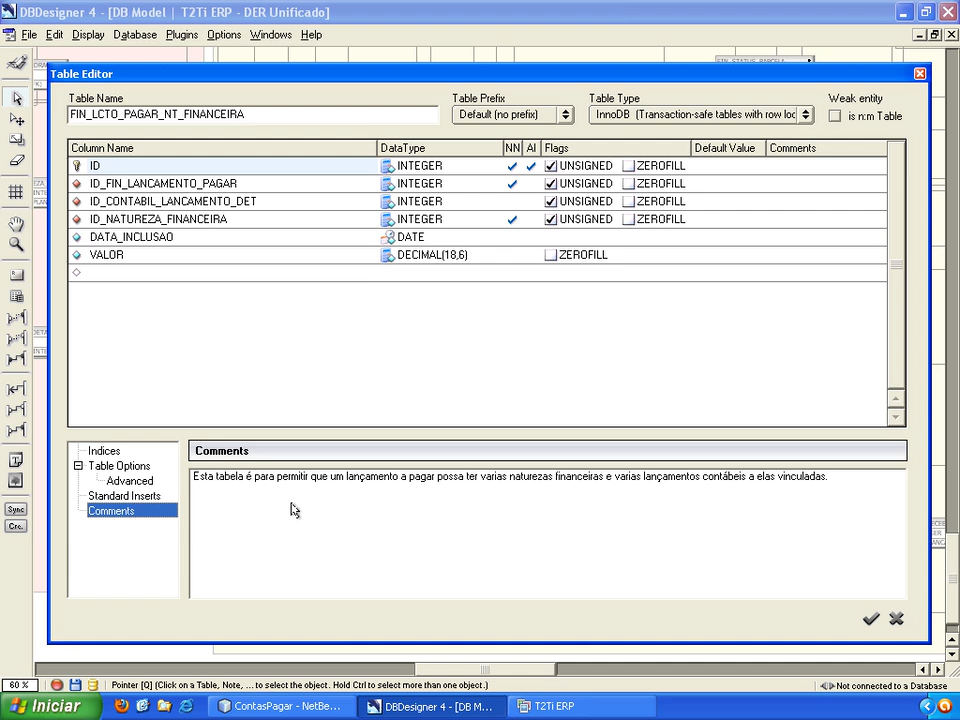 DBDesigner 4 - [DB Model | T2Ti ERP - DER Unificado]
File Edit Display Database Plugins Options Windows Help
Table Editor
Table Name Table Prefix Table Type Weak entity
FIN_LCTO_PAGAR_NT_FINANCEIRA Default (no prefix) InnoDB (Transaction-safe tables with row loc is n:m Table
Column Name DataType NN AI Flags Default Value Comments
ID INTEGER UNSIGNED ZEROFILL
ID_FIN_LANCAMENTO_PAGAR INTEGER UNSIGNED ZEROFILL
ID_CONTABIL_LANCAMENTO_DET INTEGER UNSIGNED ZEROFILL
ID_NATUREZA_FINANCEIRA INTEGER UNSIGNED ZEROFILL
DATA_INCLUSAO DATE
VALOR DECIMAL(18,6) ZEROFILL
Indices
Table Options
Advanced
Standard Inserts
Comments
Comments
Esta tabela é para permitir que um lançamento a pagar possa ter varias naturezas financeiras e varias lançamentos contábeis a elas vinculadas.
Sync
Crc.
60 % Pointer [Q] (Click on a Table, Note, ... to select the object. Hold Ctrl to select more than one object.) Not connected to a Database
Iniciar ContasPagar - NetBe... DBDesigner 4 - [DB M... T2Ti ERP